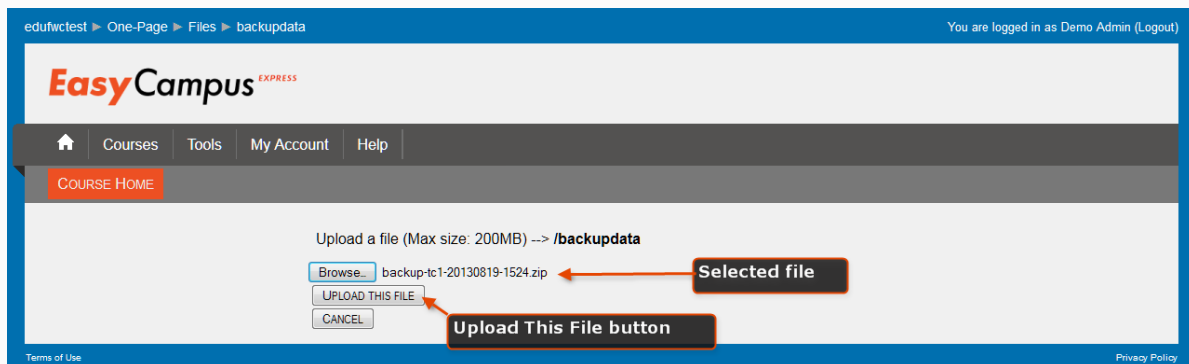 edufwctest ► One-Page ► Files ► backupdata You are logged in as Demo Admin (Logout)
EasyCampus EXPRESS
Courses Tools My Account Help
COURSE HOME
Upload a file (Max size: 200MB) --> /backupdata
Browse.. backup-tc1-20130819-1524.zip Selected file
UPLOAD THIS FILE
CANCEL Upload This File button
Terms of Use Privacy Policy